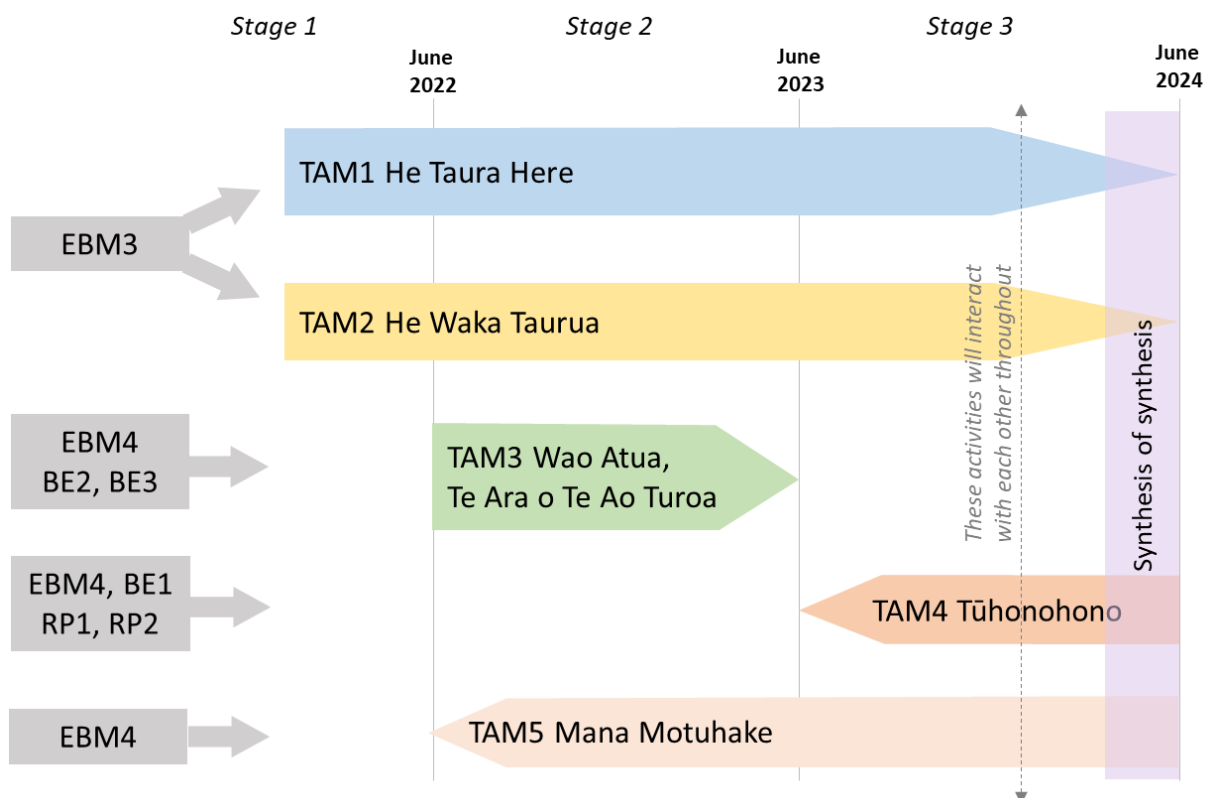 Stage 1
Stage 2
Stage 3
June
2022
June
2023
June
2024
TAM1 He Taura Here
EBM3
TAM2 He Waka Taurua
These activities will interact
with each other throughout
Synthesis of synthesis
EBM4
BE2, BE3
TAM3 Wao Atua,
Te Ara o Te Ao Turoa
EBM4, BE1
RP1, RP2
TAM4 Tūhonohono
EBM4
TAM5 Mana Motuhake